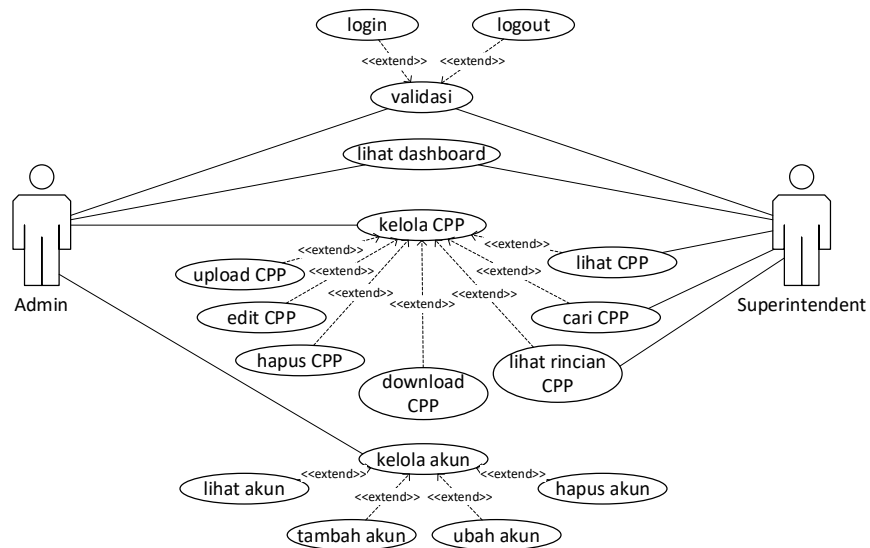 login
logout
<<extend>>
<<extend>>
validasi
lihat dashboard
kelola CPP
<<extend>>
<<extend>>
upload CPP
lihat CPP
<<extend>>
<<extend>>
<<extend>>
<<extend>>
<<extend>>
Admin
Superintendent
edit CPP
cari CPP
hapus CPP
lihat rincian
CPP
download
CPP
kelola akun
<<extend>>
<<extend>>
lihat akun
hapus akun
<<extend>>
<<extend>>
tambah akun
ubah akun